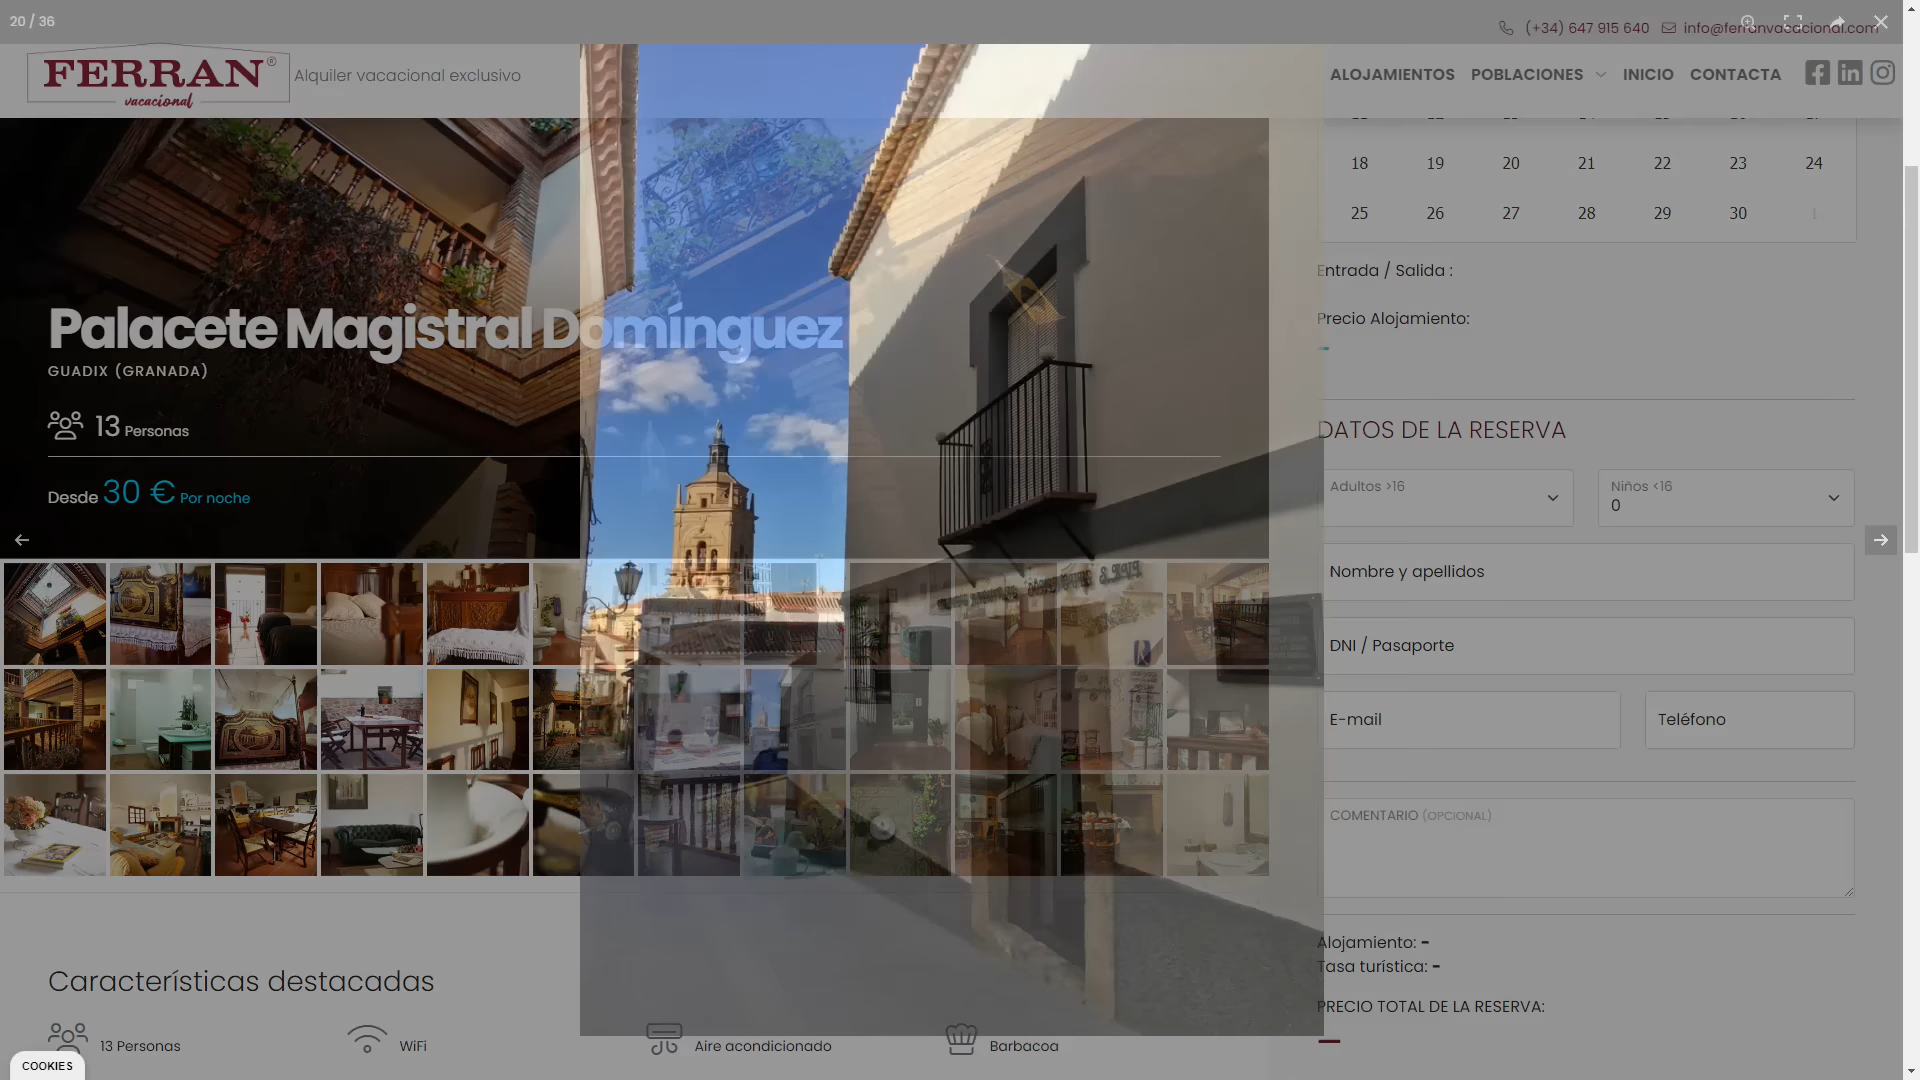 20 / 36
(+34) 647 915 640
info@ferranvacacional.com
FERRAN®
vacacional
Alquiler vacacional exclusivo
ALOJAMIENTOS
POBLACIONES
INICIO
CONTACTA
18 19 20 21 22 23 24
25 26 27 28 29 30 1
Entrada / Salida :
Precio Alojamiento:
-
Palacete Magistral Domínguez
GUADIX (GRANADA)
13 Personas
Desde 30 € Por noche
DATOS DE LA RESERVA
Adultos >16
Niños <16
0
Nombre y apellidos
DNI / Pasaporte
E-mail
Teléfono
COMENTARIO (OPCIONAL)
Alojamiento: -
Tasa turística: -
PRECIO TOTAL DE LA RESERVA:
-
Características destacadas
13 Personas
WiFi
Aire acondicionado
Barbacoa
COOKIES